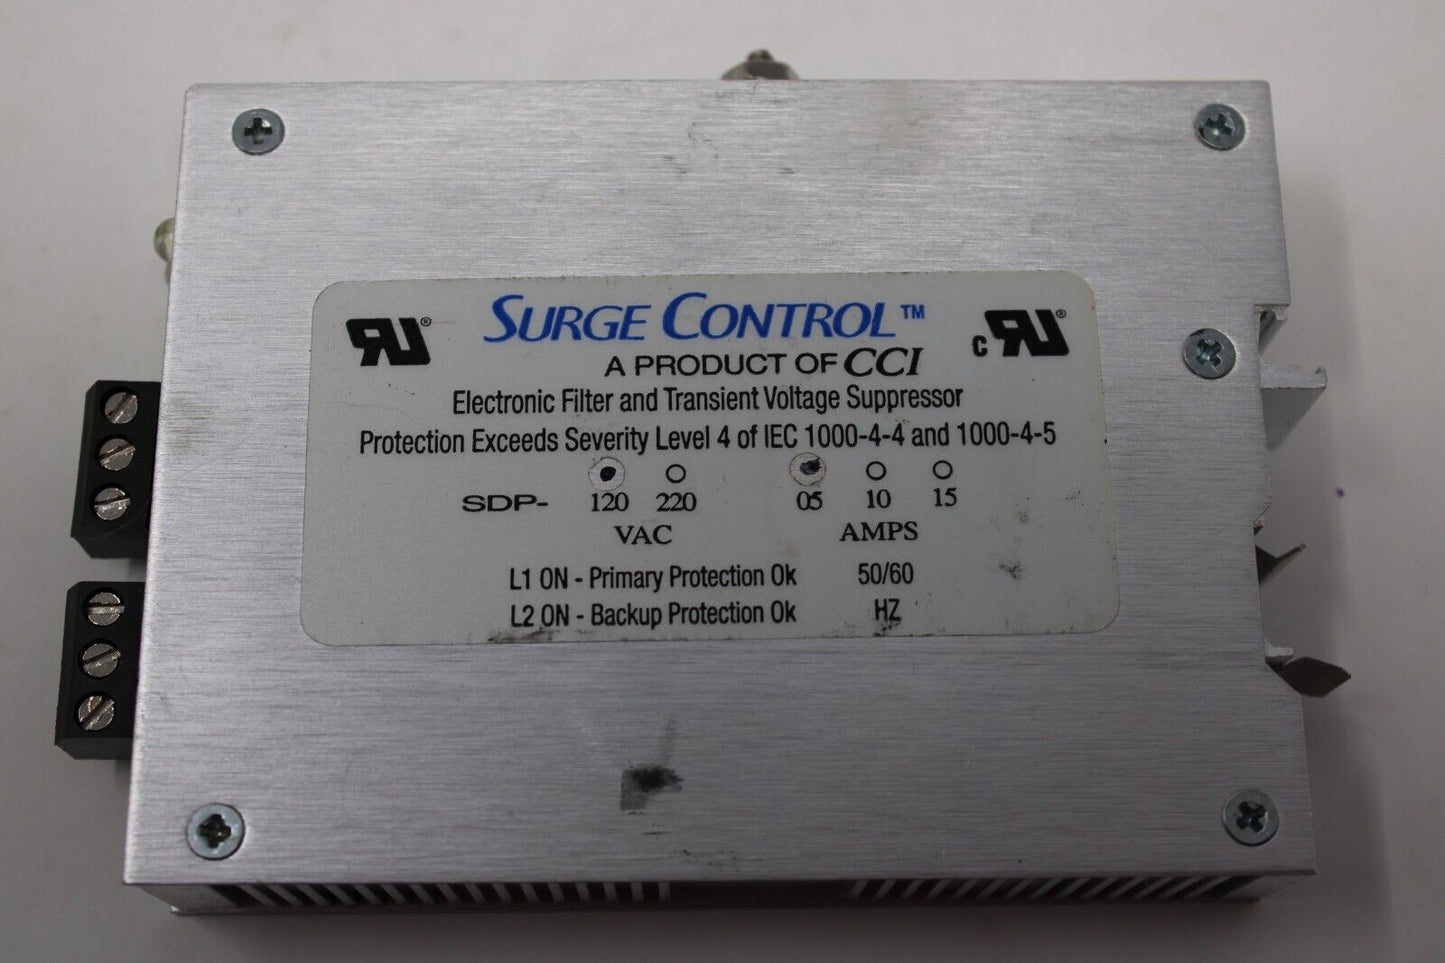 SURGE CONTROL™
A PRODUCT OF CCI
Electronic Filter and Transient Voltage Suppressor
Protection Exceeds Severity Level 4 of IEC 1000-4-4 and 1000-4-5
SDP- 120 220 05 10 15
VAC AMPS
L1 ON - Primary Protection Ok 50/60
L2 ON - Backup Protection Ok HZ